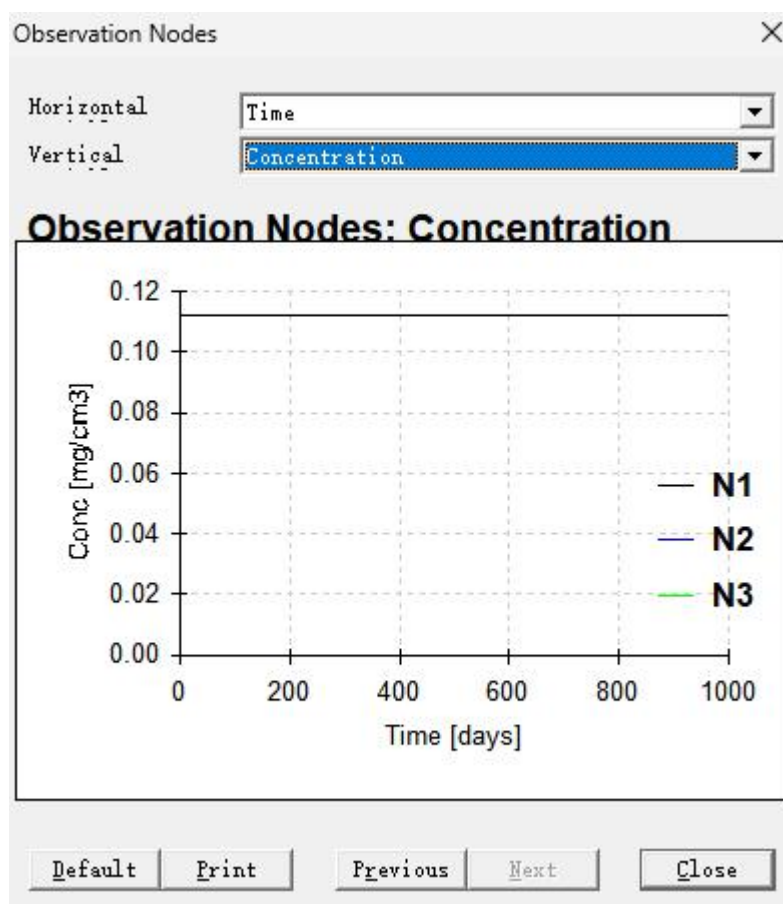 Observation Nodes
Horizontal
Time
Vertical
Concentration
Observation Nodes: Concentration
0.12
0.10
0.08
0.06
0.04
0.02
0.00
Conc [mg/cm3]
N1
N2
N3
0 200 400 600 800 1000
Time [days]
Default Print Previous Next Close